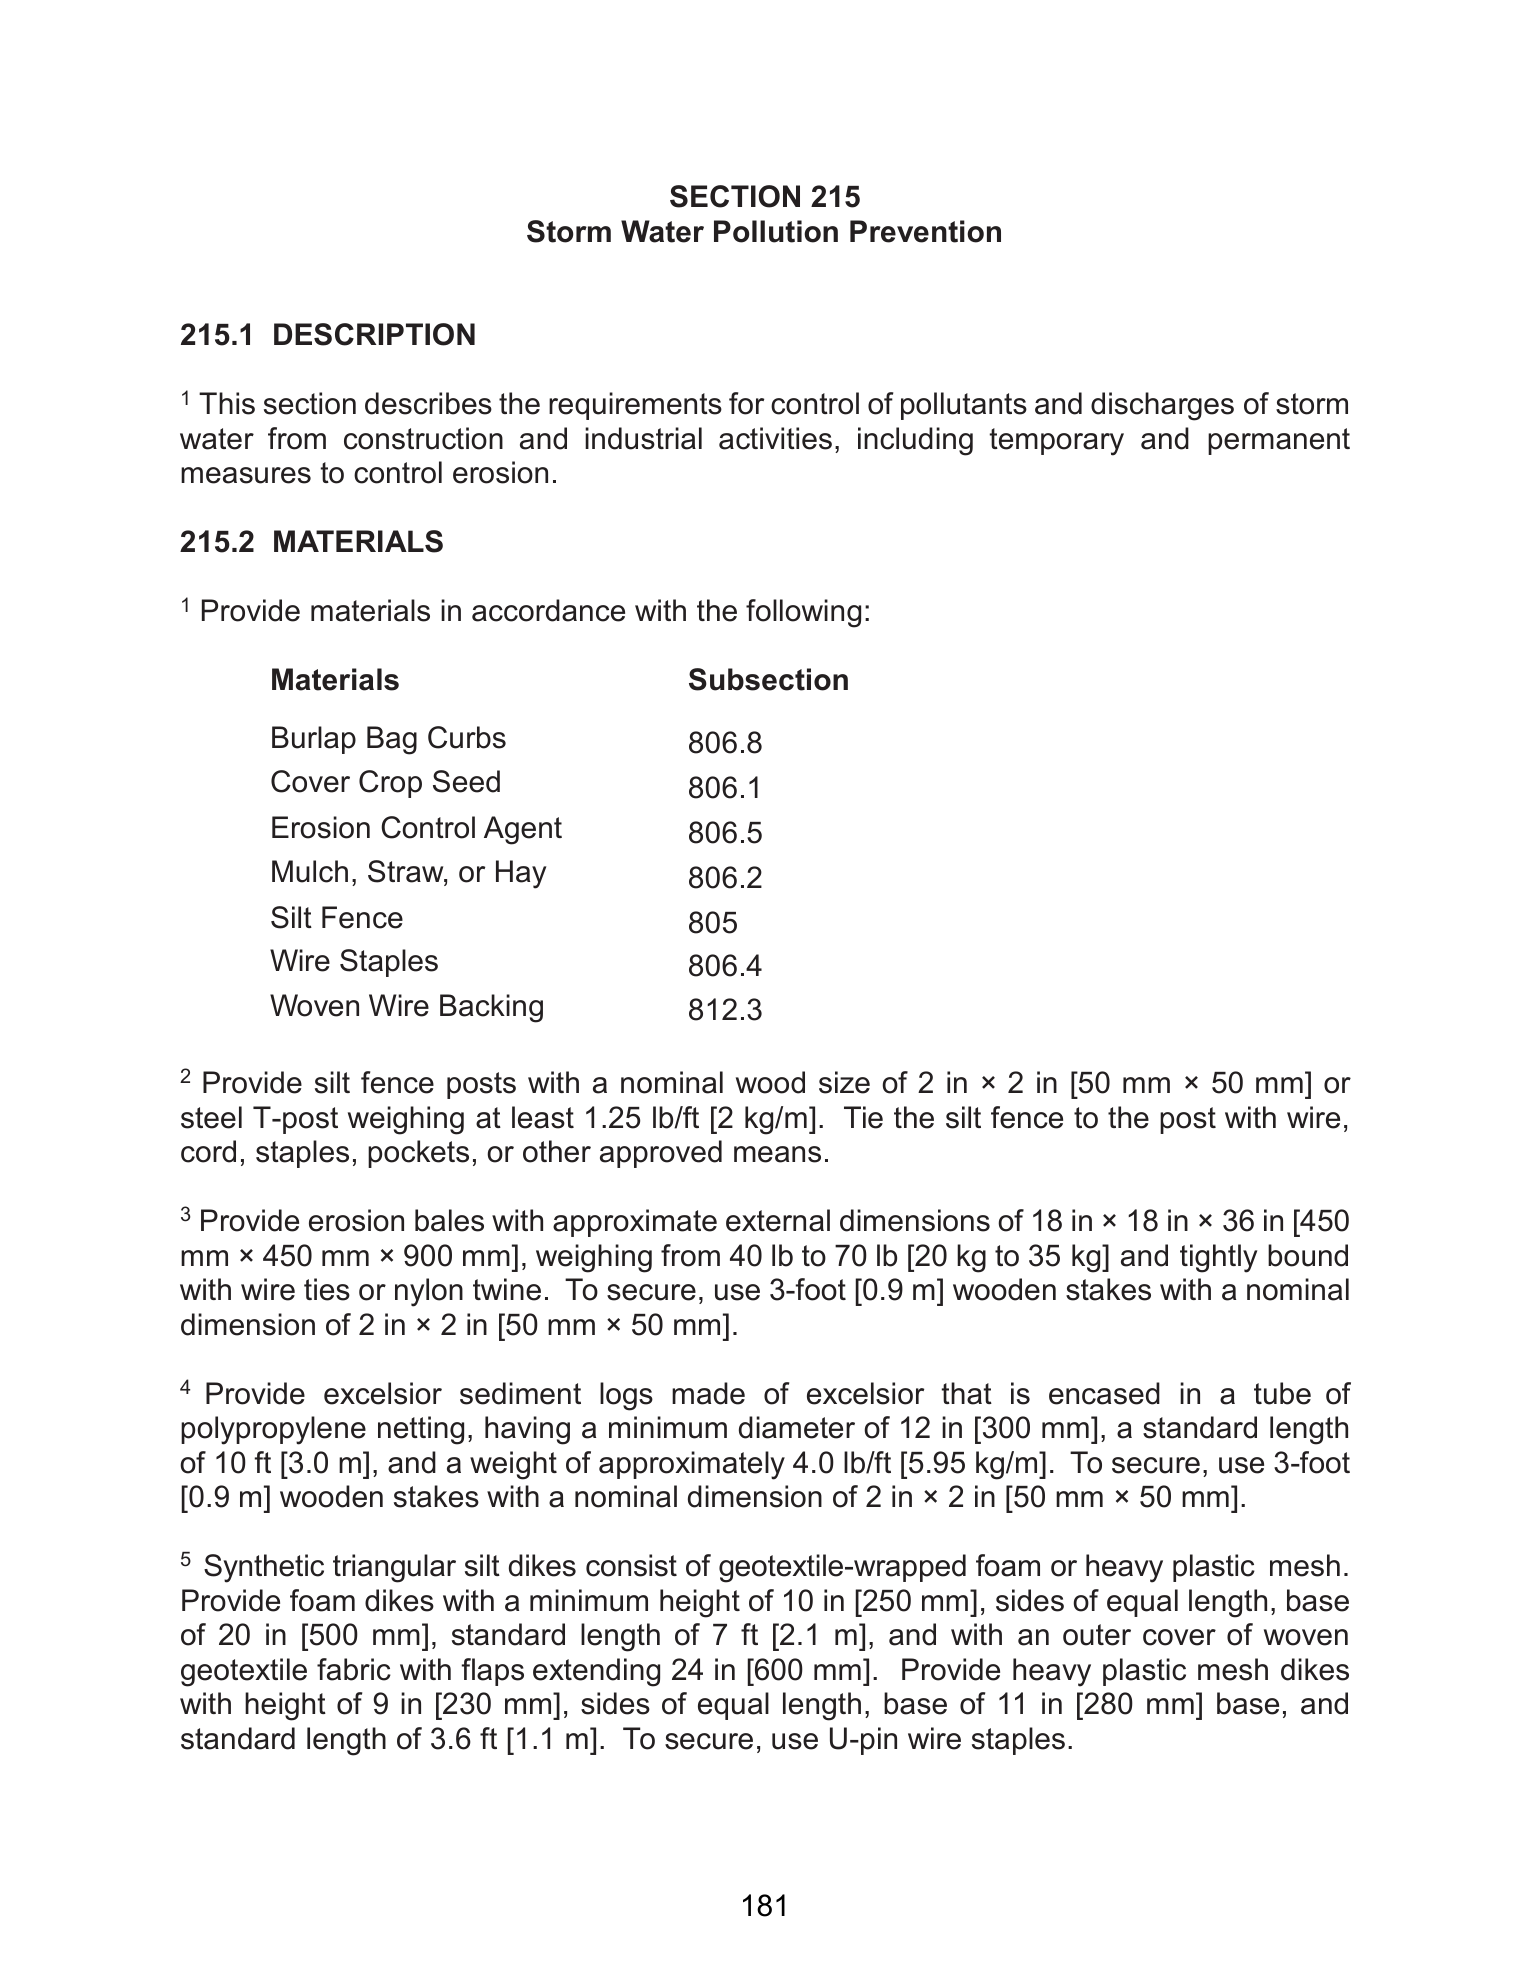 SECTION 215
Storm Water Pollution Prevention
215.1  DESCRIPTION
1 This section describes the requirements for control of pollutants and discharges of storm
water from construction and industrial activities, including temporary and permanent
measures to control erosion.
215.2  MATERIALS
1 Provide materials in accordance with the following:
Materials Subsection
Burlap Bag Curbs 806.8
Cover Crop Seed 806.1
Erosion Control Agent 806.5
Mulch, Straw, or Hay 806.2
Silt Fence 805
Wire Staples 806.4
Woven Wire Backing 812.3
2 Provide silt fence posts with a nominal wood size of 2 in × 2 in [50 mm × 50 mm] or
steel T-post weighing at least 1.25 lb/ft [2 kg/m].  Tie the silt fence to the post with wire,
cord, staples, pockets, or other approved means.
3 Provide erosion bales with approximate external dimensions of 18 in × 18 in × 36 in [450
mm × 450 mm × 900 mm], weighing from 40 lb to 70 lb [20 kg to 35 kg] and tightly bound
with wire ties or nylon twine.  To secure, use 3-foot [0.9 m] wooden stakes with a nominal
dimension of 2 in × 2 in [50 mm × 50 mm].
4 Provide excelsior sediment logs made of excelsior that is encased in a tube of
polypropylene netting, having a minimum diameter of 12 in [300 mm], a standard length
of 10 ft [3.0 m], and a weight of approximately 4.0 lb/ft [5.95 kg/m].  To secure, use 3-foot
[0.9 m] wooden stakes with a nominal dimension of 2 in × 2 in [50 mm × 50 mm].
5 Synthetic triangular silt dikes consist of geotextile-wrapped foam or heavy plastic mesh.
Provide foam dikes with a minimum height of 10 in [250 mm], sides of equal length, base
of 20 in [500 mm], standard length of 7 ft [2.1 m], and with an outer cover of woven
geotextile fabric with flaps extending 24 in [600 mm].  Provide heavy plastic mesh dikes
with height of 9 in [230 mm], sides of equal length, base of 11 in [280 mm] base, and
standard length of 3.6 ft [1.1 m].  To secure, use U-pin wire staples.
181